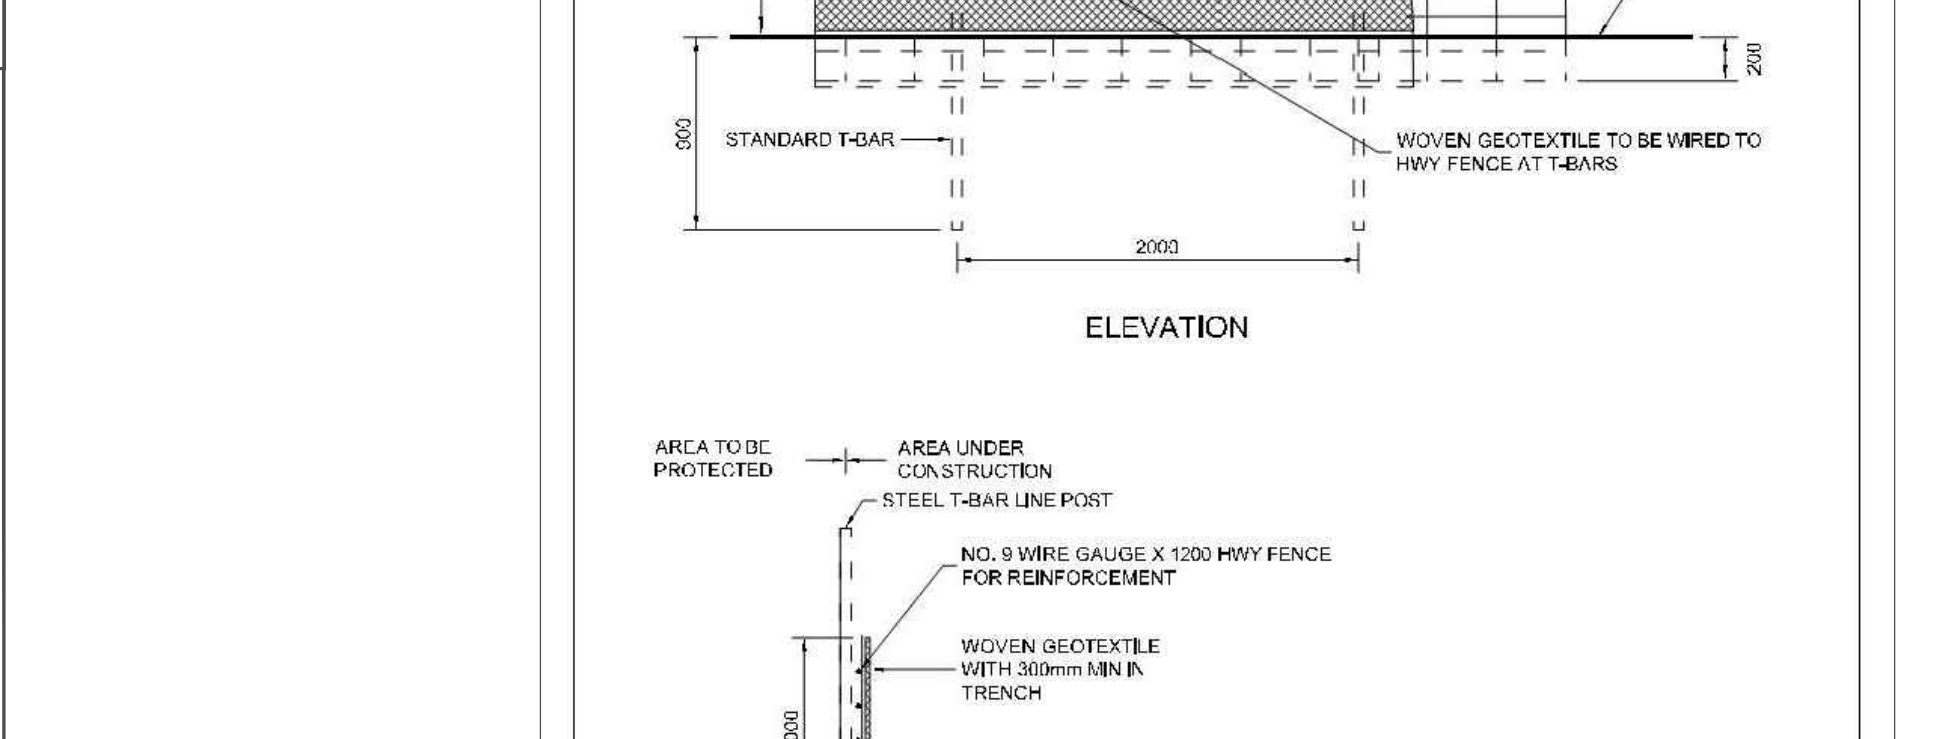 200
900
STANDARD T-BAR
WOVEN GEOTEXTILE TO BE WIRED TO
HWY FENCE AT T-BARS
2000
ELEVATION
AREA TO BE
PROTECTED
AREA UNDER
CONSTRUCTION
STEEL T-BAR LINE POST
NO. 9 WIRE GAUGE X 1200 HWY FENCE
FOR REINFORCEMENT
WOVEN GEOTEXTILE
WITH 300mm MIN IN
TRENCH